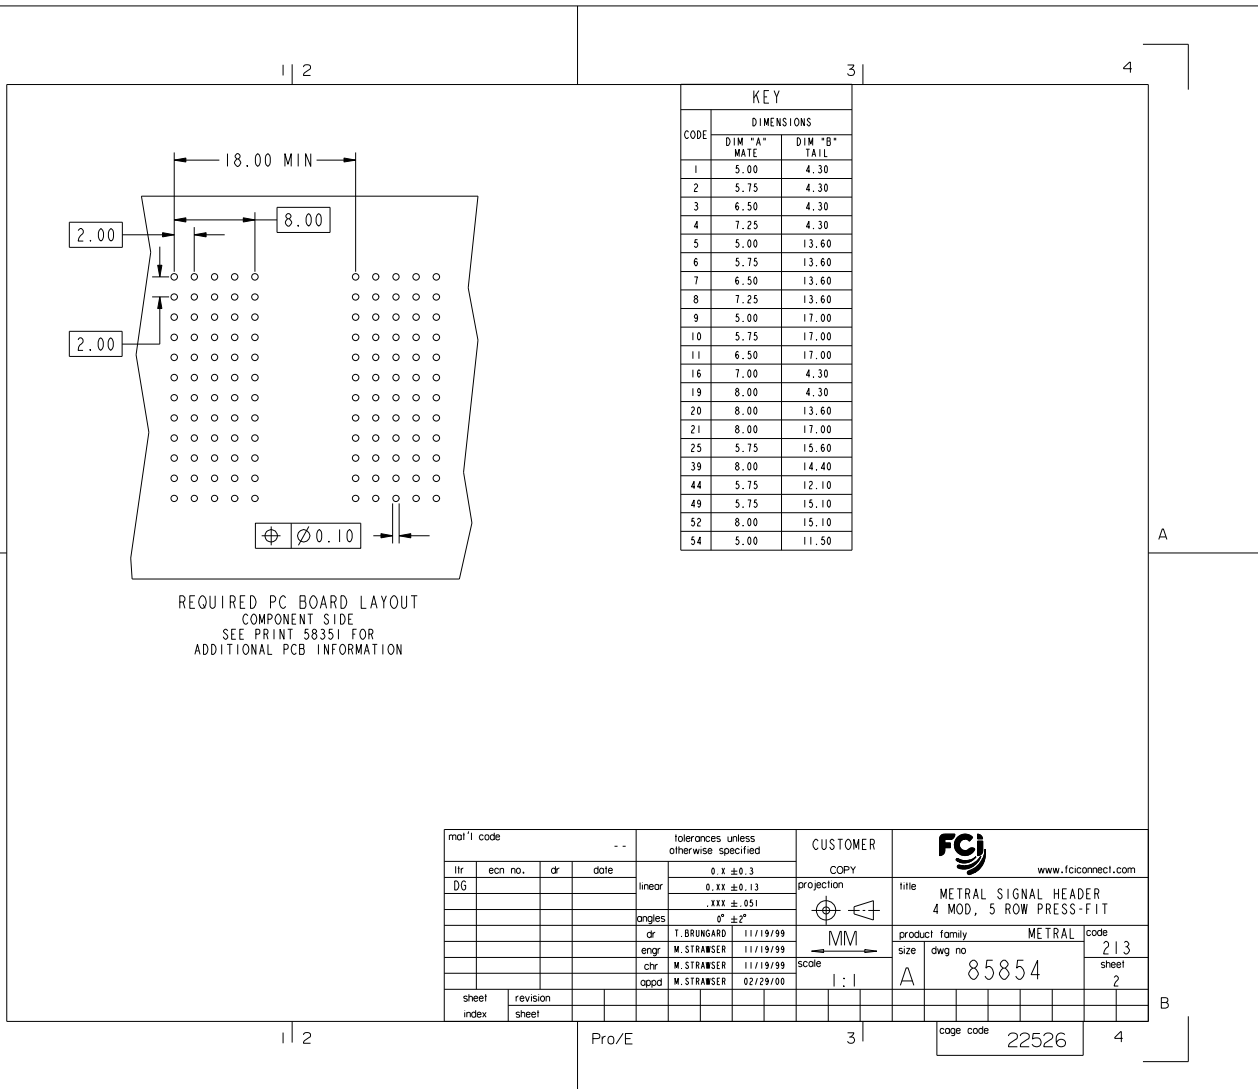 1 2 3 4
KEY
CODE DIMENSIONS
DIM "A" MATE DIM "B" TAIL
1 5.00 4.30
2 5.75 4.30
3 6.50 4.30
4 7.25 4.30
5 5.00 13.60
6 5.75 13.60
7 6.50 13.60
8 7.25 13.60
9 5.00 17.00
10 5.75 17.00
11 6.50 17.00
16 7.00 4.30
19 8.00 4.30
20 8.00 13.60
21 8.00 17.00
25 5.75 15.60
39 8.00 14.40
44 5.75 12.10
49 5.75 15.10
52 8.00 15.10
54 5.00 11.50
18.00 MIN
8.00
2.00
2.00
⌖ ∅0.10
A
REQUIRED PC BOARD LAYOUT
COMPONENT SIDE
SEE PRINT 58351 FOR
ADDITIONAL PCB INFORMATION
mat'l code --
ltr ecn no. dr date
DG
sheet index revision sheet
tolerances unless
otherwise specified
linear 0.X ±0.3
0.XX ±0.13
.XXX ±.051
angles 0° ±2°
dr T.BRUNGARD 11/19/99
engr M.STRAWSER 11/19/99
chr M.STRAWSER 11/19/99
appd M.STRAWSER 02/29/00
CUSTOMER
COPY
projection
MM
scale
1:1
FCi
www.fciconnect.com
title METRAL SIGNAL HEADER
4 MOD, 5 ROW PRESS-FIT
product family METRAL code 213
size A dwg no 85854 sheet 2
B
cage code 22526
1 2 Pro/E 3 4